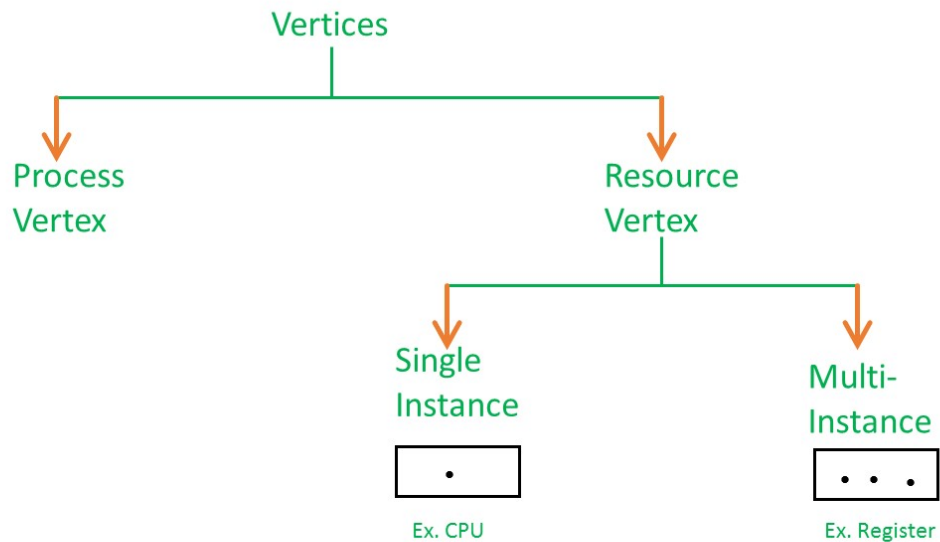 Vertices
Process
Vertex
Resource
Vertex
Single
Instance
Multi-
Instance
Ex. CPU
Ex. Register